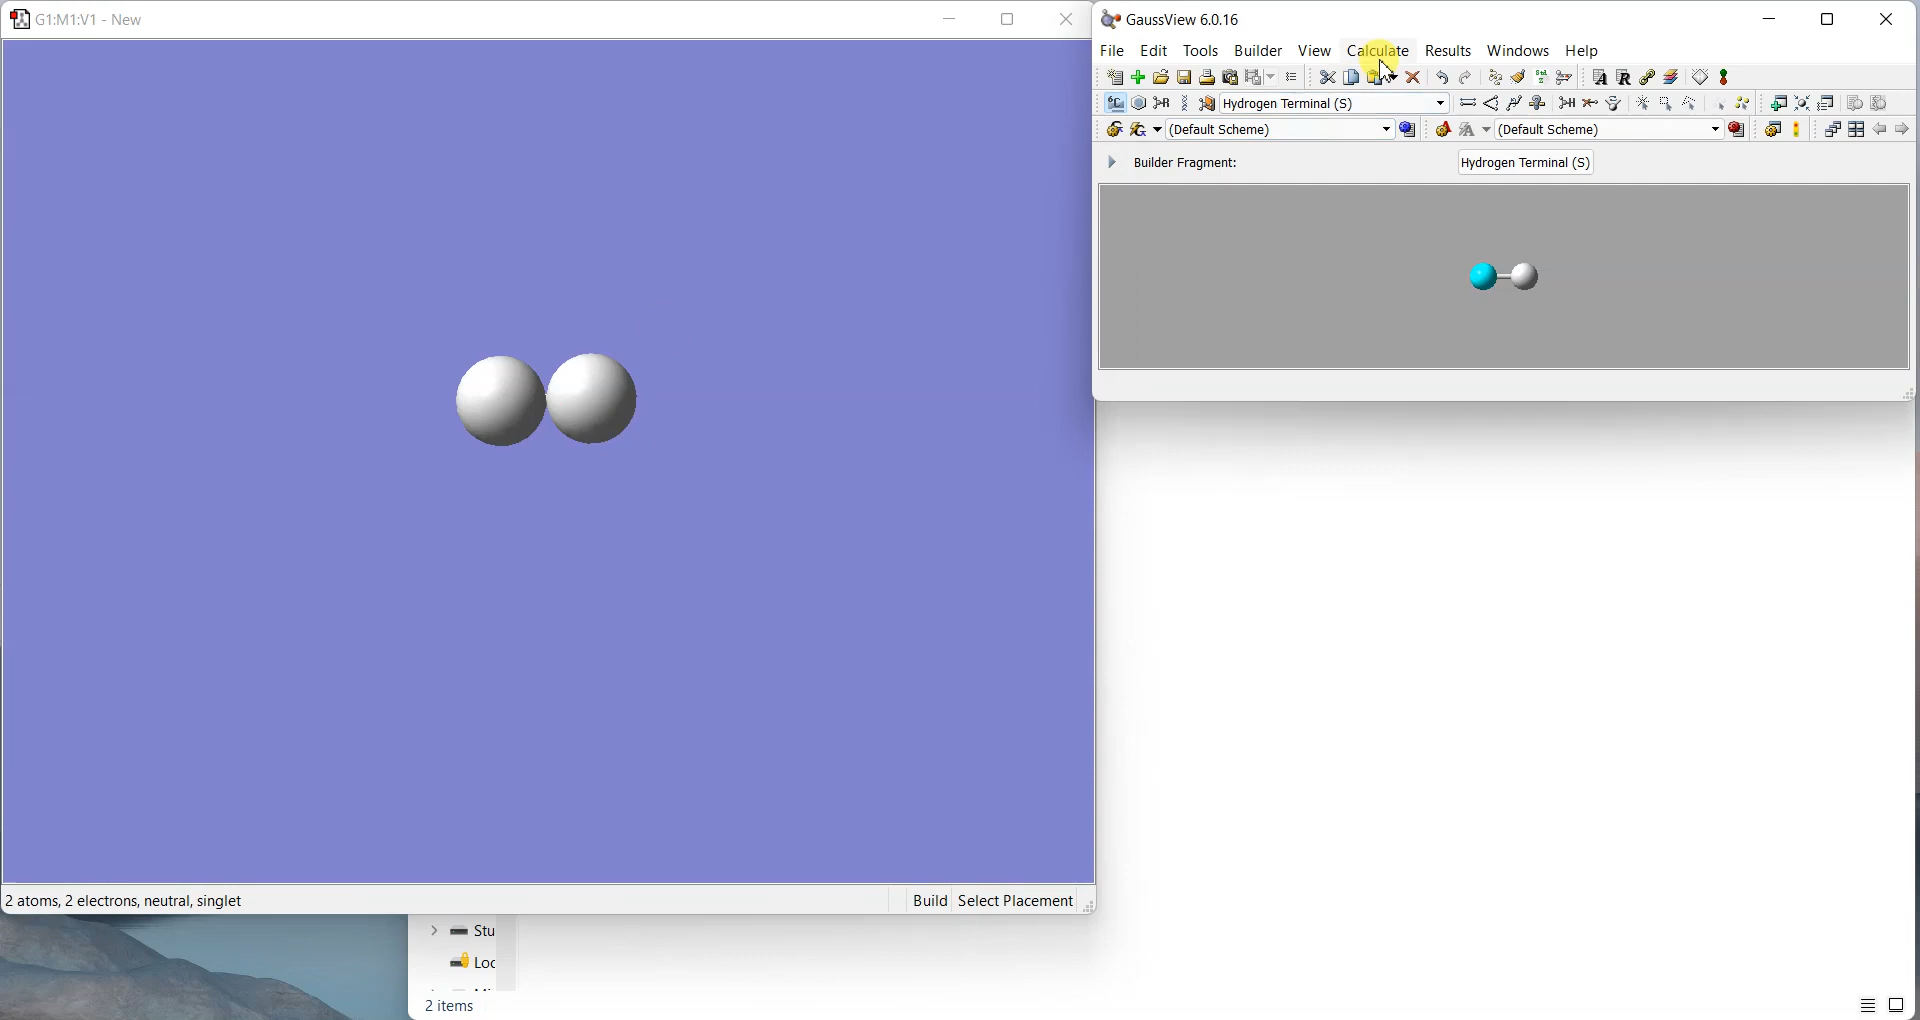 G1:M1:V1 - New
GaussView 6.0.16
File Edit Tools Builder View Calculate Results Windows Help
Hydrogen Terminal (S)
(Default Scheme) (Default Scheme)
Builder Fragment: Hydrogen Terminal (S)
2 atoms, 2 electrons, neutral, singlet Build Select Placement
Stu
Loc
2 items